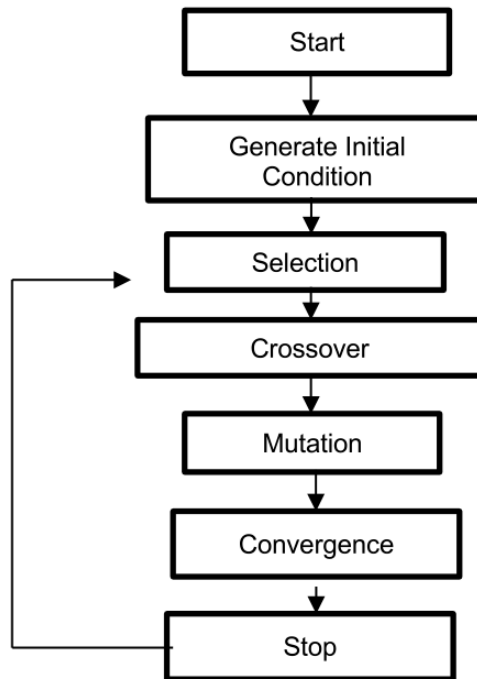 Start
Generate Initial
Condition
Selection
Crossover
Mutation
Convergence
Stop